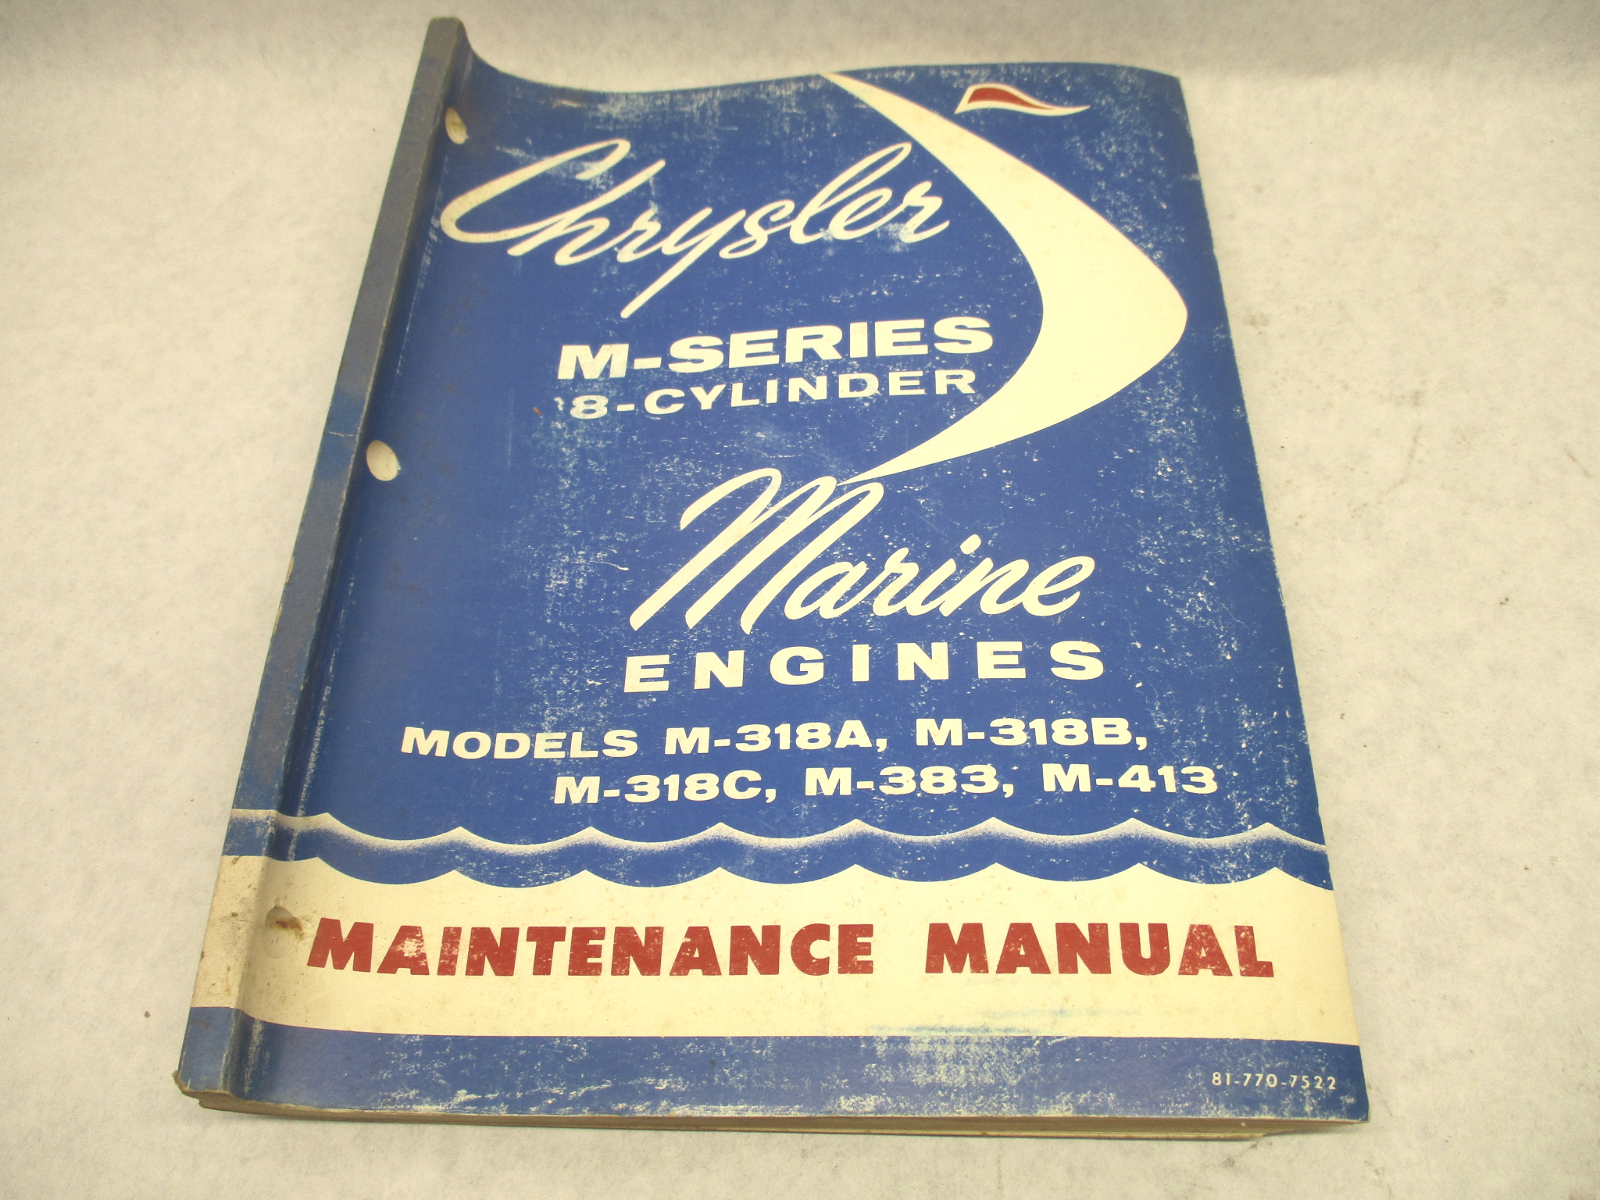 Chrysler
M-SERIES
8-CYLINDER
Marine
ENGINES
MODELS M-318A, M-318B,
M-318C, M-383, M-413
MAINTENANCE MANUAL
81-770-7522